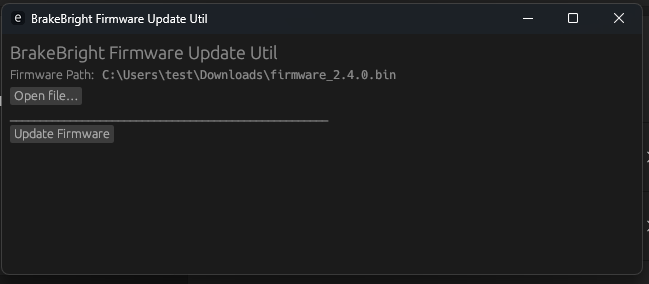 e BrakeBright Firmware Update Util
BrakeBright Firmware Update Util
Firmware Path: C:\Users\test\Downloads\firmware_2.4.0.bin
Open file...
Update Firmware